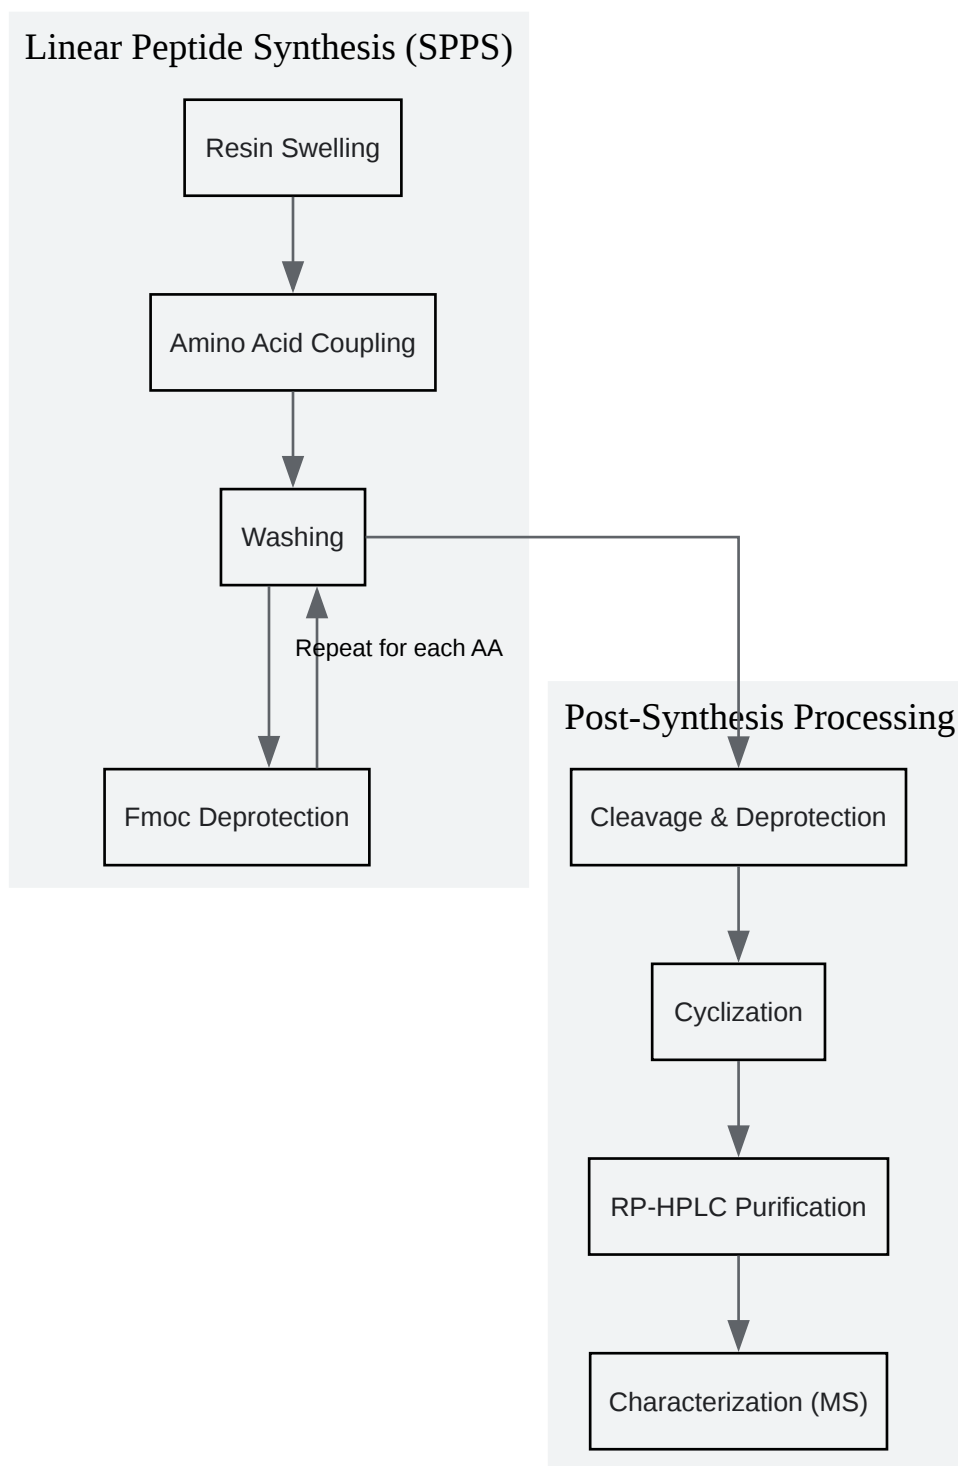 Linear Peptide Synthesis (SPPS)
Resin Swelling
Amino Acid Coupling
Washing
Repeat for each AA
Fmoc Deprotection
Post-Synthesis Processing
Cleavage & Deprotection
Cyclization
RP-HPLC Purification
Characterization (MS)